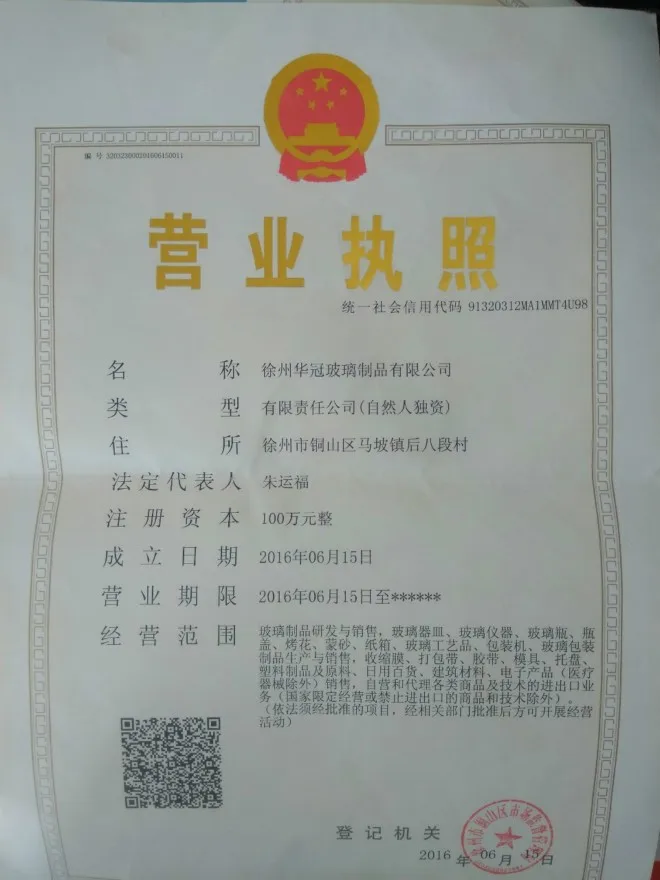 编 号 320323000201606150011
营业执照
统一社会信用代码 91320312MA1MMT4U98
名称 徐州华冠玻璃制品有限公司
类型 有限责任公司(自然人独资)
住所 徐州市铜山区马坡镇后八段村
法定代表人 朱运福
注册资本 100万元整
成立日期 2016年06月15日
营业期限 2016年06月15日至******
经营范围 玻璃制品研发与销售，玻璃器皿、玻璃仪器、玻璃瓶、瓶
盖、烤花、蒙砂、纸箱、玻璃工艺品、包装机、玻璃包装
制品生产与销售，收缩膜、打包带、胶带、模具、托盘、
塑料制品及原料、日用百货、建筑材料、电子产品（医疗
器械除外）销售，自营和代理各类商品及技术的进出口业
务（国家限定经营或禁止进出口的商品和技术除外）。
（依法须经批准的项目，经相关部门批准后方可开展经营
活动）
登记机关
2016 年 06 月 15 日